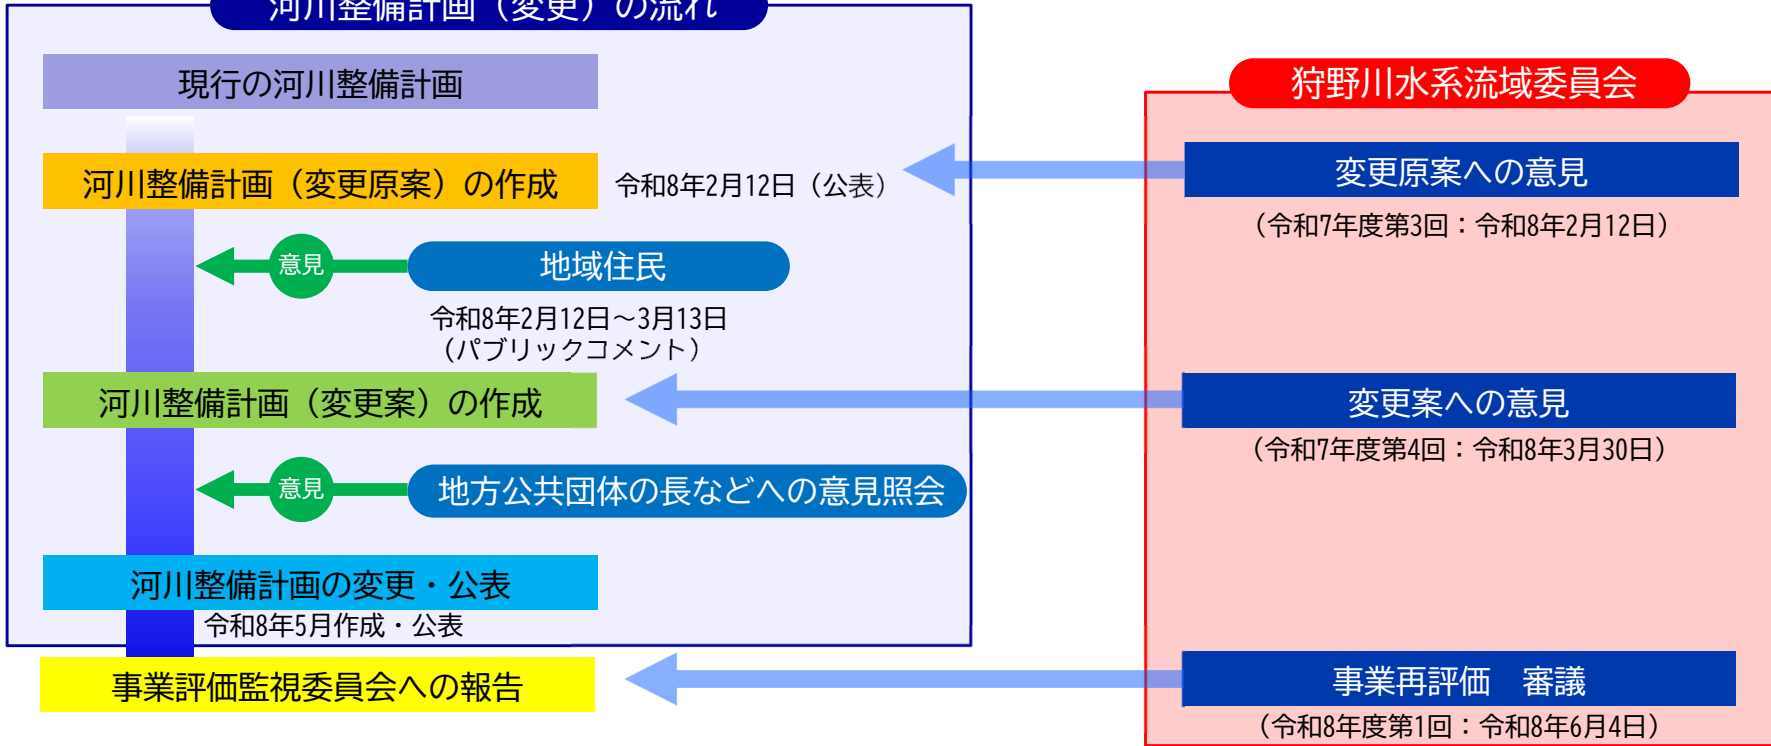 河川整備計画（変更）の流れ
現行の河川整備計画
河川整備計画（変更原案）の作成
令和8年2月12日（公表）
意見
地域住民
令和8年2月12日～3月13日
（パブリックコメント）
河川整備計画（変更案）の作成
意見
地方公共団体の長などへの意見照会
河川整備計画の変更・公表
令和8年5月作成・公表
事業評価監視委員会への報告
狩野川水系流域委員会
変更原案への意見
（令和7年度第3回：令和8年2月12日）
変更案への意見
（令和7年度第4回：令和8年3月30日）
事業再評価　審議
（令和8年度第1回：令和8年6月4日）